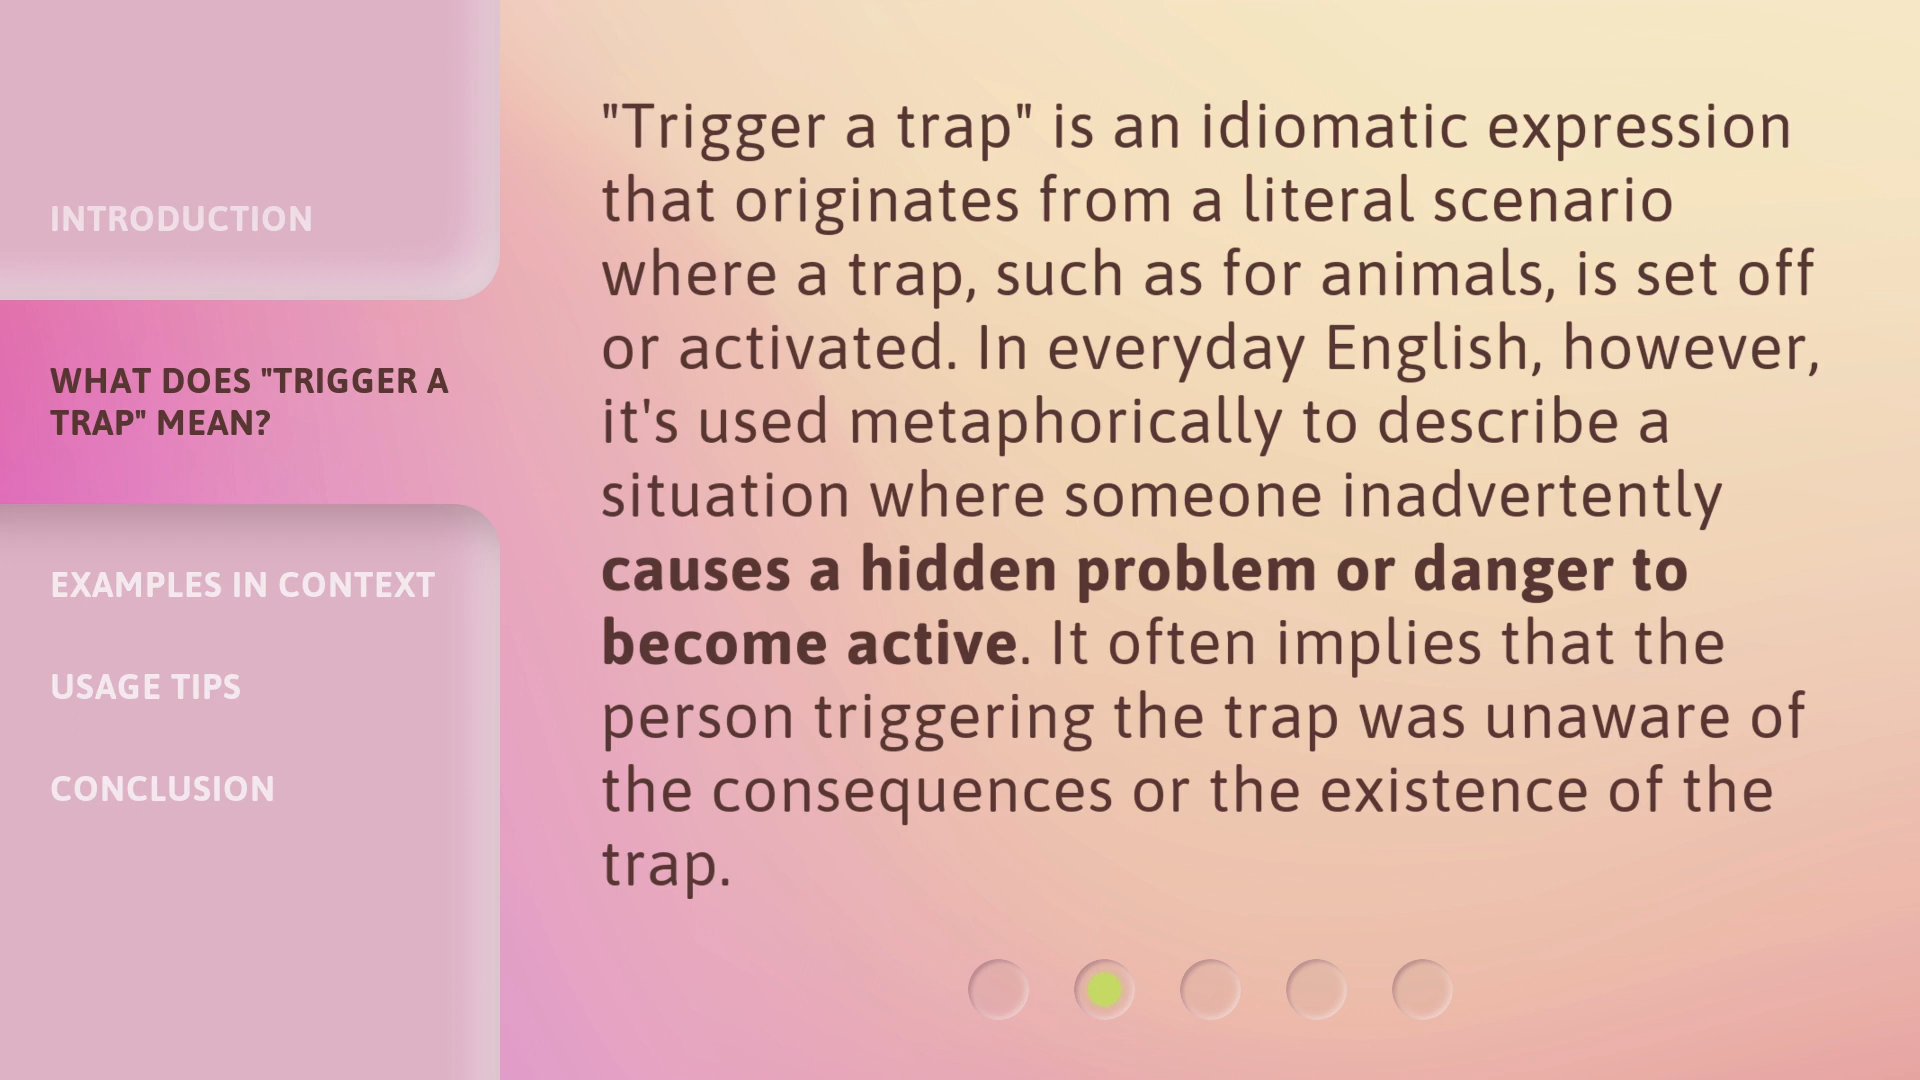 INTRODUCTION
WHAT DOES "TRIGGER A
TRAP" MEAN?
EXAMPLES IN CONTEXT
USAGE TIPS
CONCLUSION
"Trigger a trap" is an idiomatic expression
that originates from a literal scenario
where a trap, such as for animals, is set off
or activated. In everyday English, however,
it's used metaphorically to describe a
situation where someone inadvertently
causes a hidden problem or danger to
become active. It often implies that the
person triggering the trap was unaware of
the consequences or the existence of the
trap.